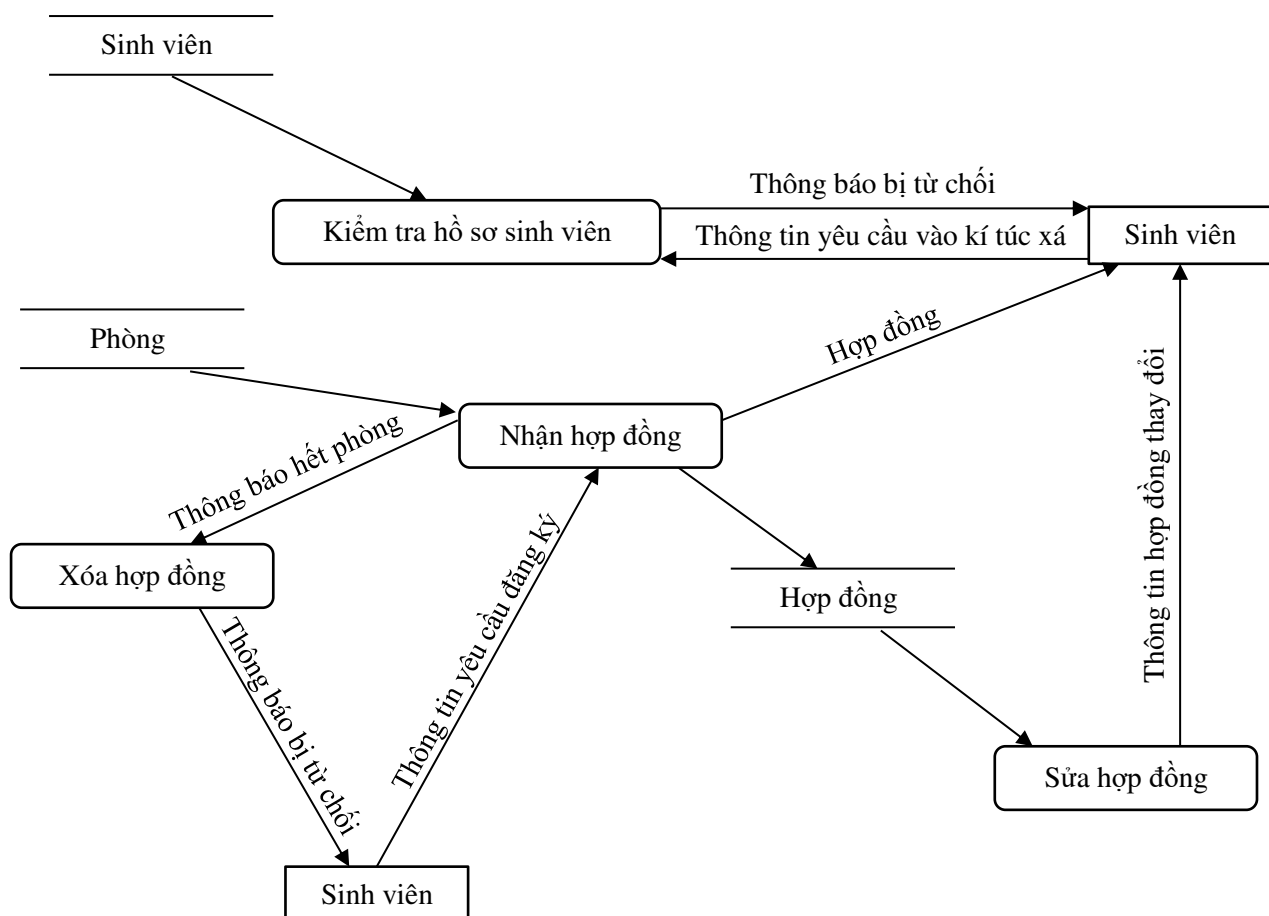 Sinh viên
Thông báo bị từ chối
Kiểm tra hồ sơ sinh viên
Thông tin yêu cầu vào kí túc xá
Sinh viên
Phòng
Hợp đồng
Nhận hợp đồng
Thông báo hết phòng
Thông tin hợp đồng thay đổi
Xóa hợp đồng
Thông tin yêu cầu đăng ký
Hợp đồng
Thông báo bị từ chối
Sửa hợp đồng
Sinh viên